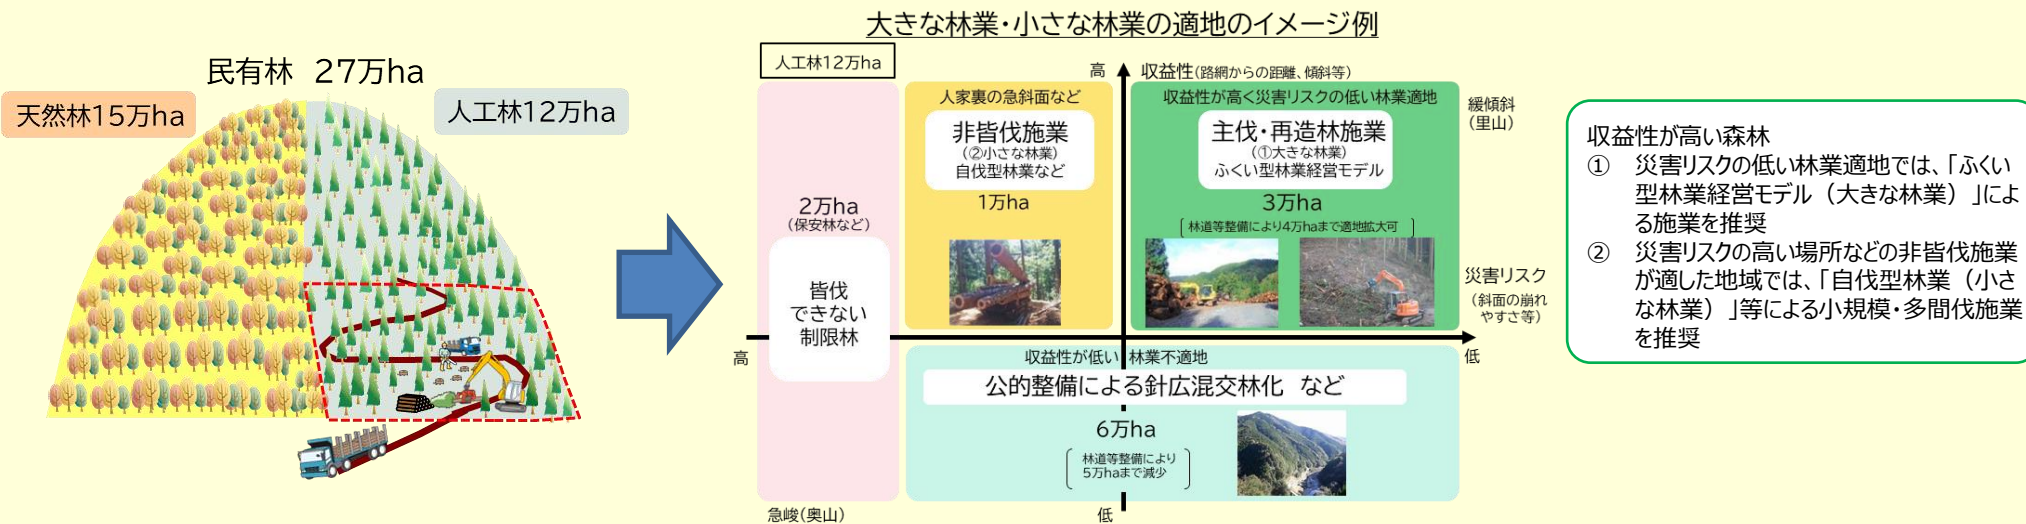 大きな林業・小さな林業の適地のイメージ例
民有林 27万ha
天然林15万ha
人工林12万ha
人工林12万ha
高
収益性(路網からの距離、傾斜等)
2万ha
(保安林など)
皆伐
できない
制限林
人家裏の急斜面など
非皆伐施業
(②小さな林業)
自伐型林業など
1万ha
収益性が高く災害リスクの低い林業適地
主伐・再造林施業
(①大きな林業)
ふくい型林業経営モデル
3万ha
林道等整備により4万haまで適地拡大可
緩傾斜
(里山)
災害リスク
(斜面の崩れ
やすさ等)
高
低
収益性が低い 林業不適地
公的整備による針広混交林化 など
6万ha
林道等整備により
5万haまで減少
急峻(奥山)
低
収益性が高い森林
① 災害リスクの低い林業適地では、「ふくい
型林業経営モデル（大きな林業）」によ
る施業を推奨
② 災害リスクの高い場所などの非皆伐施業
が適した地域では、「自伐型林業（小さ
な林業）」等による小規模・多間伐施業
を推奨